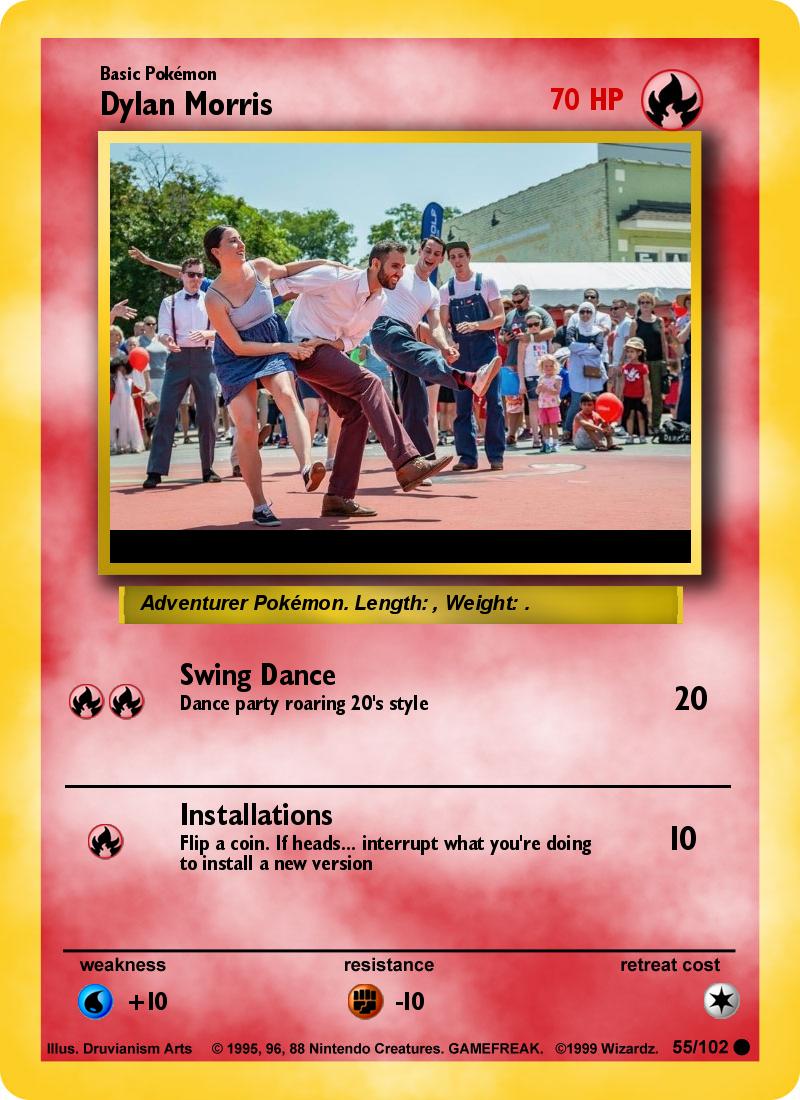 Basic Pokémon
Dylan Morris
70 HP
Adventurer Pokémon. Length: , Weight: .
Swing Dance
Dance party roaring 20's style
20
Installations
Flip a coin. If heads... interrupt what you're doing
to install a new version
10
weakness
resistance
retreat cost
+10
-10
Illus. Druvianism Arts © 1995, 96, 88 Nintendo Creatures. GAMEFREAK. ©1999 Wizardz. 55/102